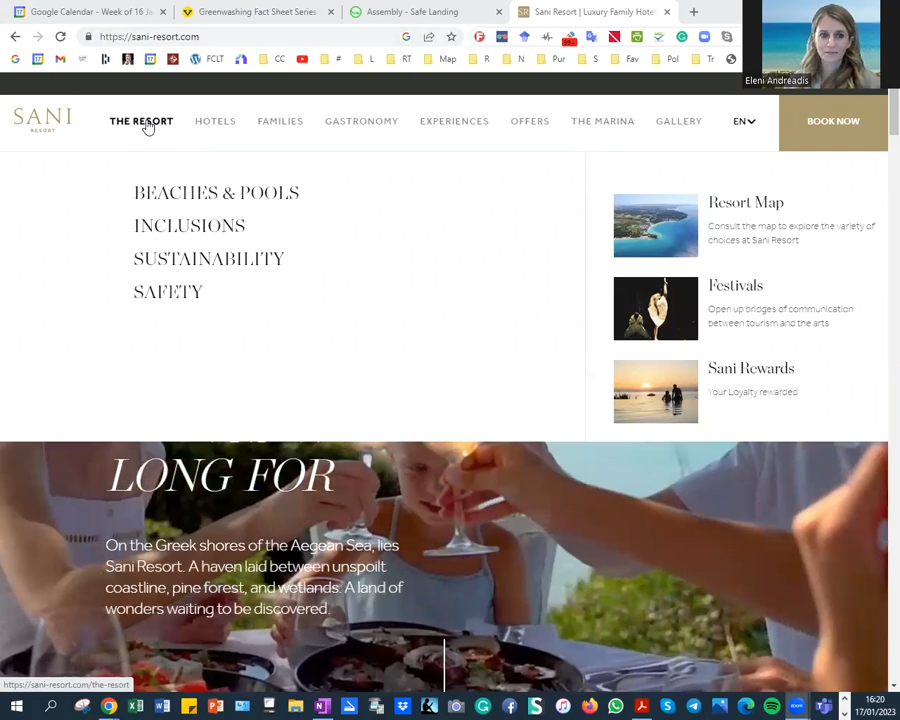 Google Calendar - Week of 16 Ja
Greenwashing Fact Sheet Series
Assembly - Safe Landing
Sani Resort | Luxury Family Hote
https://sani-resort.com
FCLT
CC
#
L
RT
Map
R
N
Pur
S
Fav
Pol
Tr
Eleni Andreadis
SANI
RESORT
THE RESORT
HOTELS
FAMILIES
GASTRONOMY
EXPERIENCES
OFFERS
THE MARINA
GALLERY
EN
BOOK NOW
BEACHES & POOLS
INCLUSIONS
SUSTAINABILITY
SAFETY
Resort Map
Consult the map to explore the variety of
choices at Sani Resort
Festivals
Open up bridges of communication
between tourism and the arts
Sani Rewards
Your Loyalty rewarded
LONG FOR
On the Greek shores of the Aegean Sea, lies
Sani Resort. A haven laid between unspoilt
coastline, pine forest, and wetlands. A land of
wonders waiting to be discovered.
https://sani-resort.com/the-resort
16:20
17/01/2023